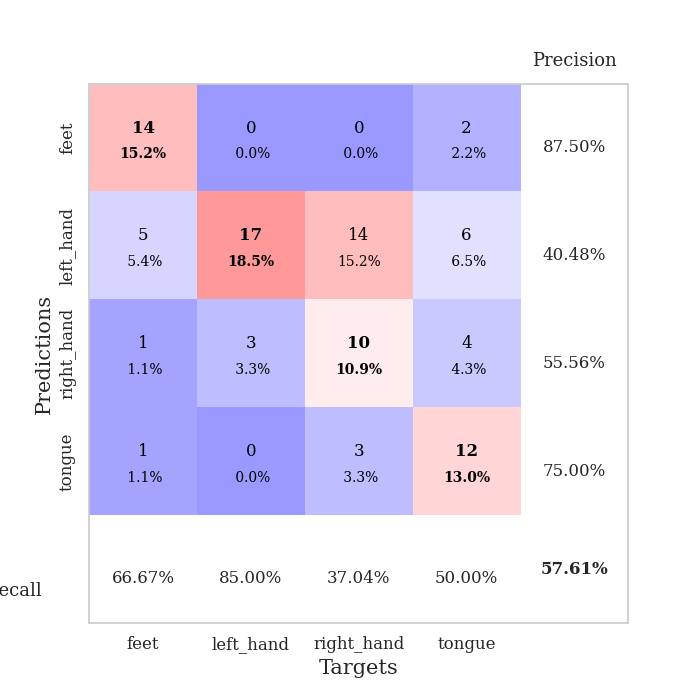 Precision
feet
14 0 0 2 87.50%
15.2% 0.0% 0.0% 2.2%
left_hand
5 17 14 6 40.48%
5.4% 18.5% 15.2% 6.5%
Predictions
right_hand
1 3 10 4 55.56%
1.1% 3.3% 10.9% 4.3%
tongue
1 0 3 12 75.00%
1.1% 0.0% 3.3% 13.0%
ecall
66.67% 85.00% 37.04% 50.00% 57.61%
feet left_hand right_hand tongue
Targets